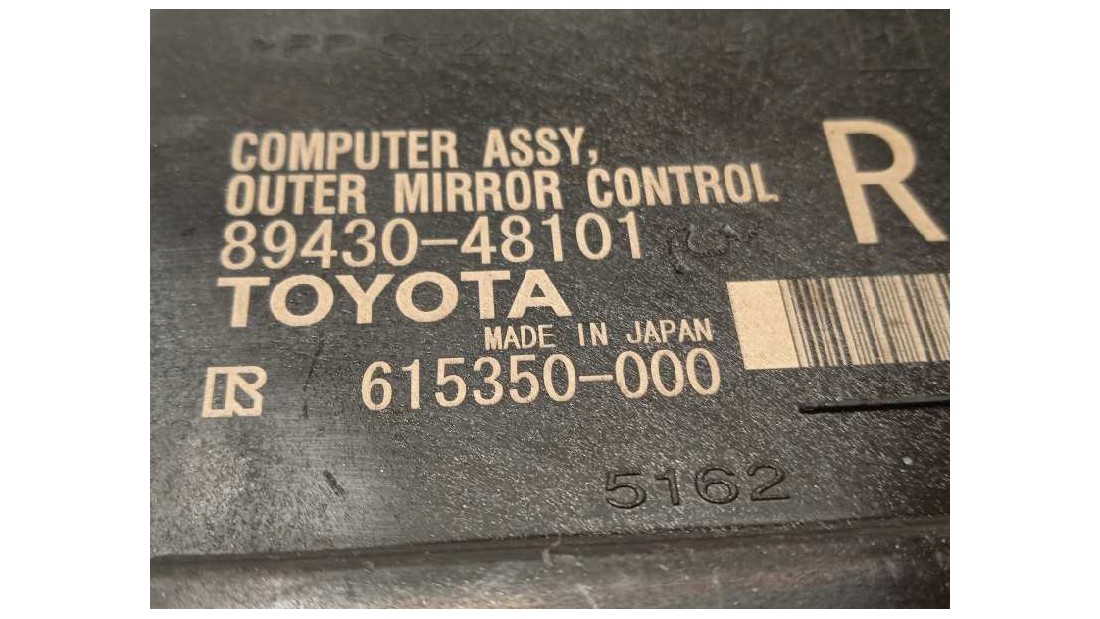 COMPUTER ASSY,
OUTER MIRROR CONTROL
R
89430-48101
TOYOTA
MADE IN JAPAN
615350-000
5162